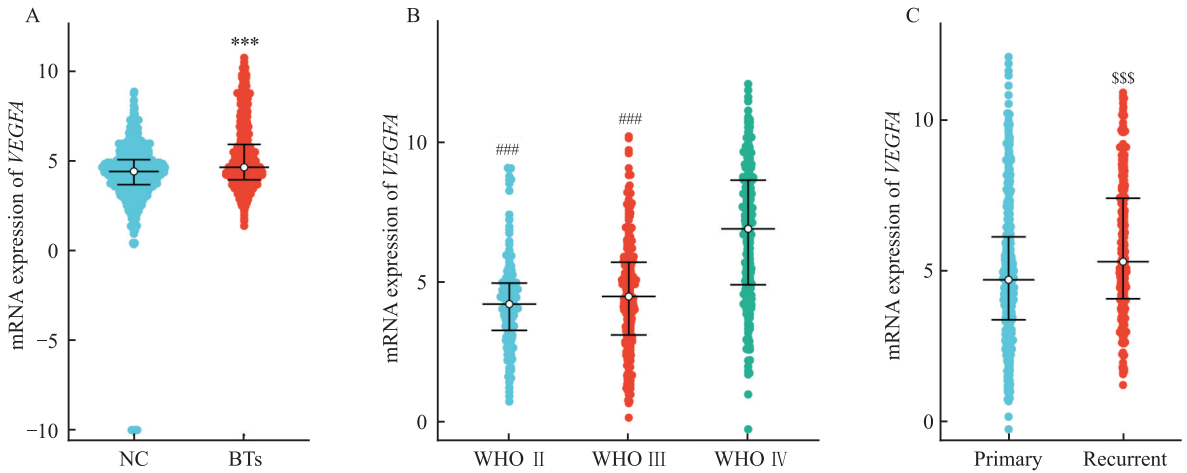 A
mRNA expression of VEGFA
10
5
0
−5
−10
***
NC
BTs
B
mRNA expression of VEGFA
10
5
0
###
###
WHO Ⅱ
WHO Ⅲ
WHO Ⅳ
C
mRNA expression of VEGFA
10
5
0
$$$
Primary
Recurrent